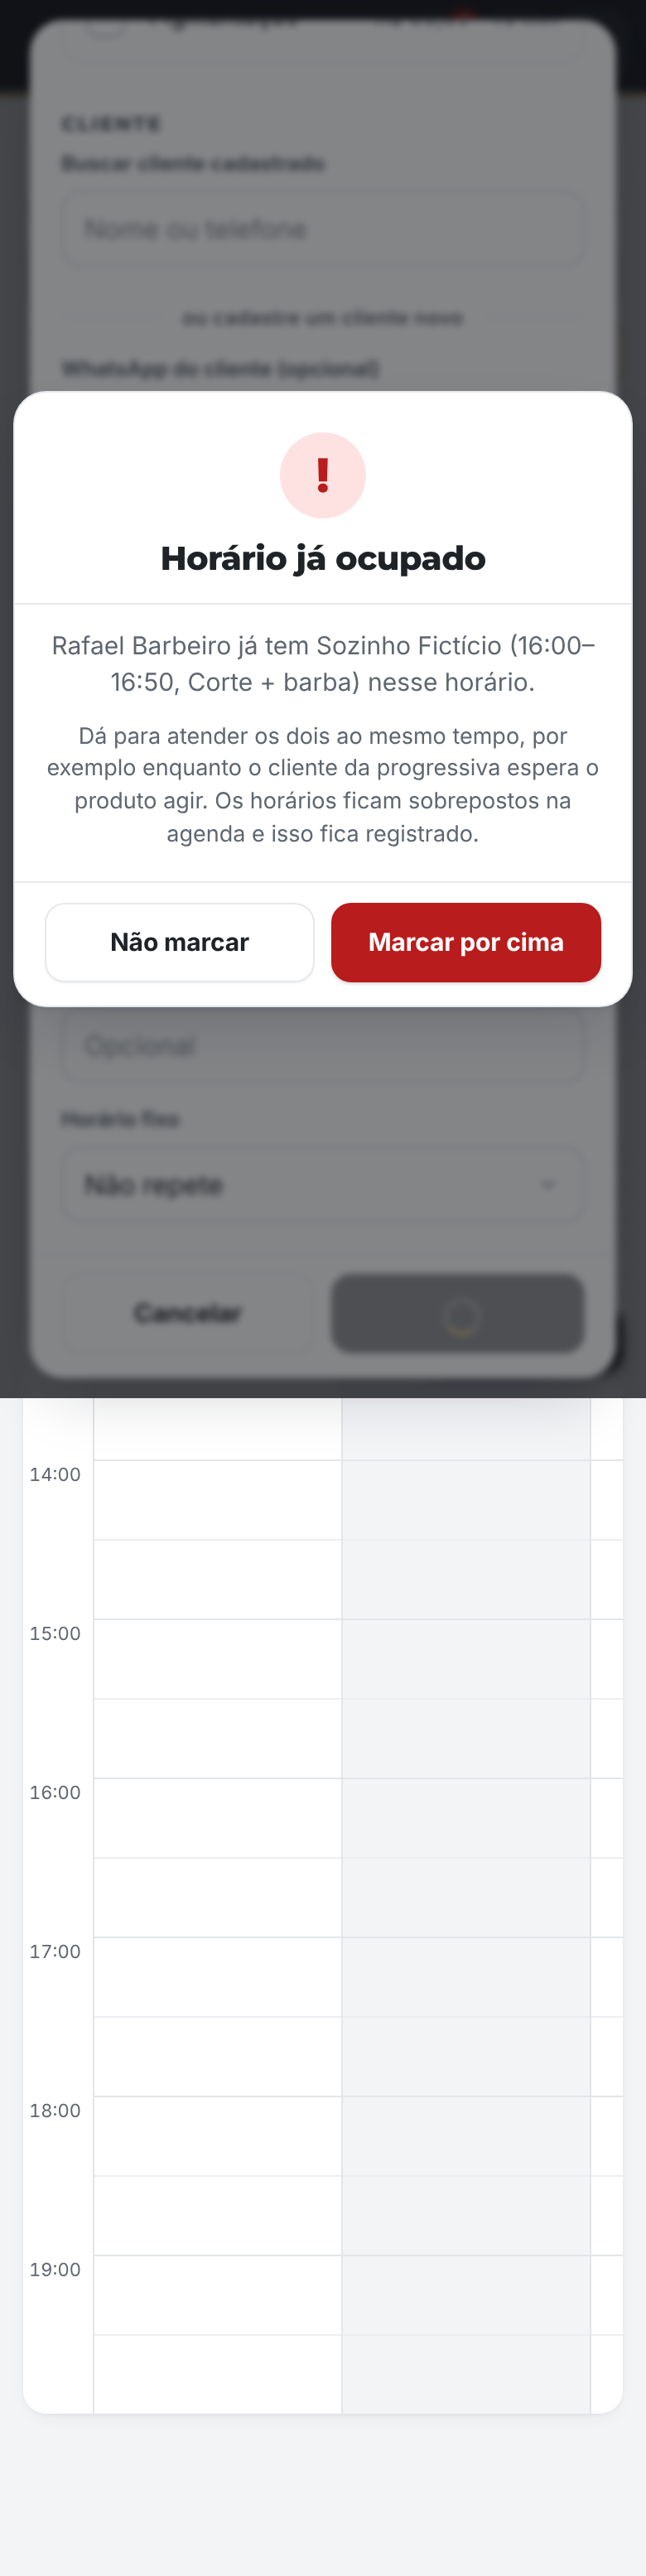 CLIENTE
Buscar cliente cadastrado
Nome ou telefone
ou cadastre um cliente novo
WhatsApp do cliente (opcional)
!
Horário já ocupado
Rafael Barbeiro já tem Sozinho Fictício (16:00–
16:50, Corte + barba) nesse horário.
Dá para atender os dois ao mesmo tempo, por
exemplo enquanto o cliente da progressiva espera o
produto agir. Os horários ficam sobrepostos na
agenda e isso fica registrado.
Não marcar
Marcar por cima
Opcional
Horário fixo
Não repete
Cancelar
14:00
15:00
16:00
17:00
18:00
19:00